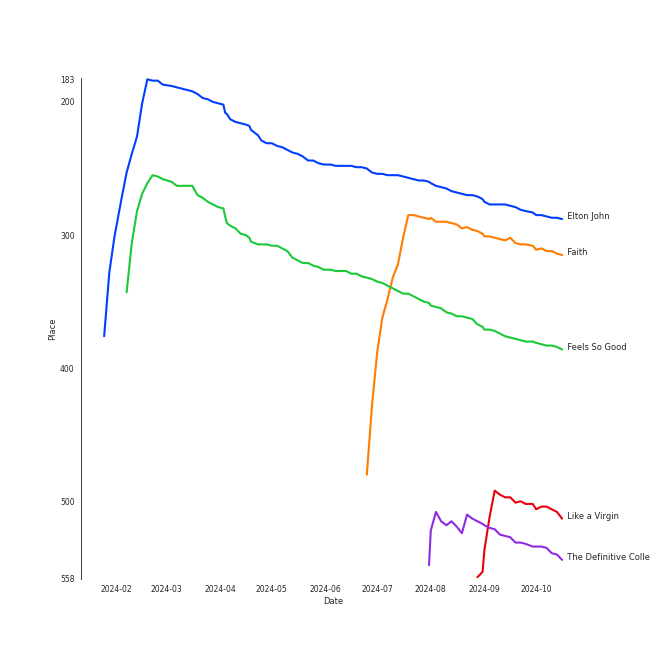 183
200
300
400
500
558
Place
2024-02 2024-03 2024-04 2024-05 2024-06 2024-07 2024-08 2024-09 2024-10
Date
Elton John
Faith
Feels So Good
Like a Virgin
The Definitive Colle